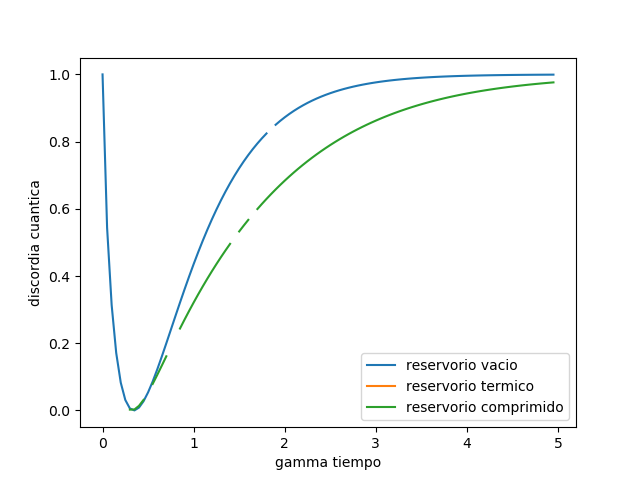 1.0
0.8
0.6
0.4
0.2
0.0
discordia cuantica
reservorio vacio
reservorio termico
reservorio comprimido
0 1 2 3 4 5
gamma tiempo